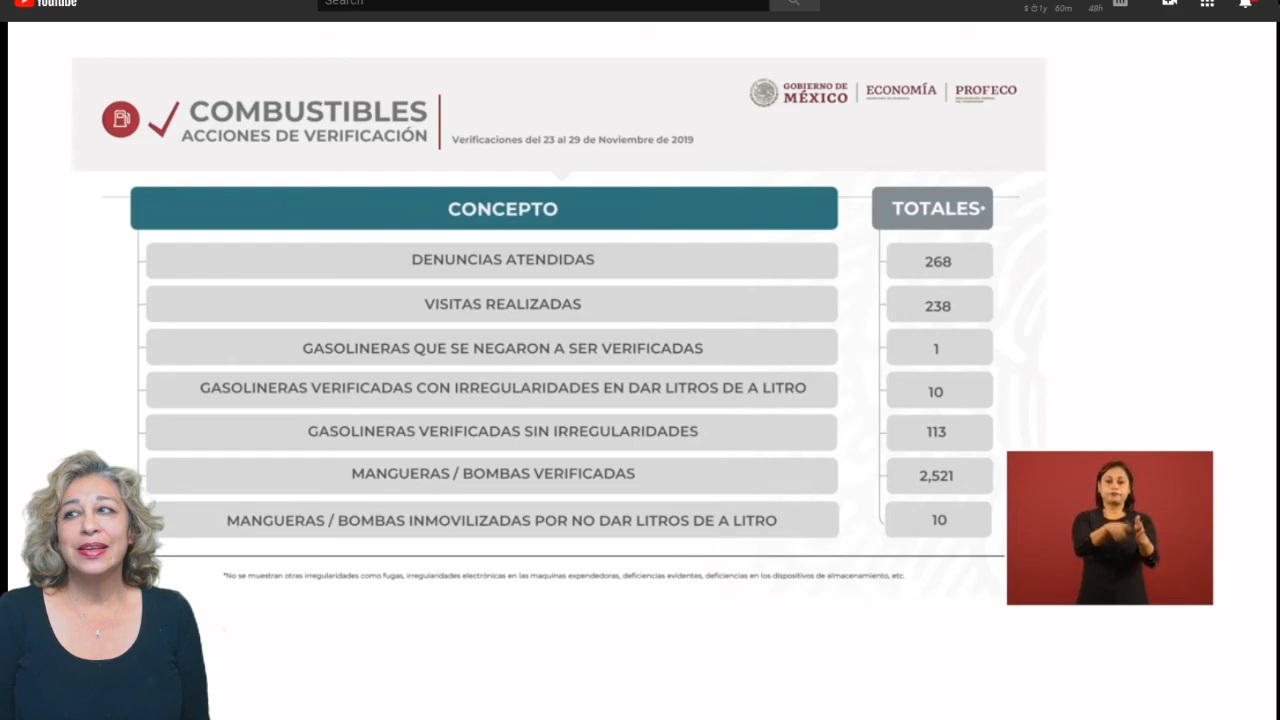 YouTube
Search
$ ⏱1y 60m 48h
COMBUSTIBLES
ACCIONES DE VERIFICACIÓN
Verificaciones del 23 al 29 de Noviembre de 2019
GOBIERNO DE
MÉXICO
ECONOMÍA
PROFECO
CONCEPTO TOTALES•
DENUNCIAS ATENDIDAS 268
VISITAS REALIZADAS 238
GASOLINERAS QUE SE NEGARON A SER VERIFICADAS 1
GASOLINERAS VERIFICADAS CON IRREGULARIDADES EN DAR LITROS DE A LITRO 10
GASOLINERAS VERIFICADAS SIN IRREGULARIDADES 113
MANGUERAS / BOMBAS VERIFICADAS 2,521
MANGUERAS / BOMBAS INMOVILIZADAS POR NO DAR LITROS DE A LITRO 10
*No se muestran otras irregularidades como fugas, irregularidades electrónicas en las maquinas expendedoras, deficiencias evidentes, deficiencias en los dispositivos de almacenamiento, etc.